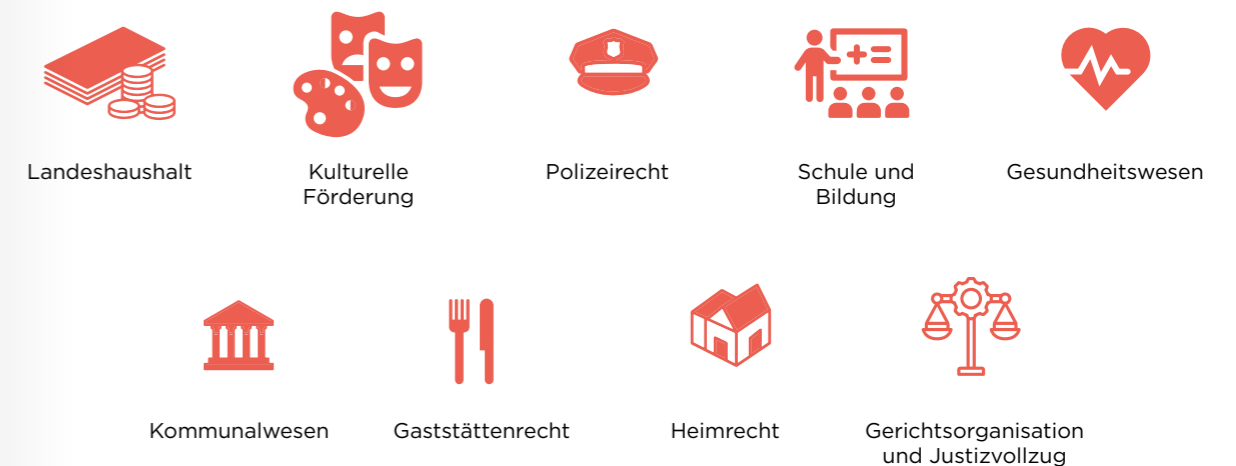 Landeshaushalt
Kulturelle
Förderung
Polizeirecht
Schule und
Bildung
Gesundheitswesen
Kommunalwesen
Gaststättenrecht
Heimrecht
Gerichtsorganisation
und Justizvollzug